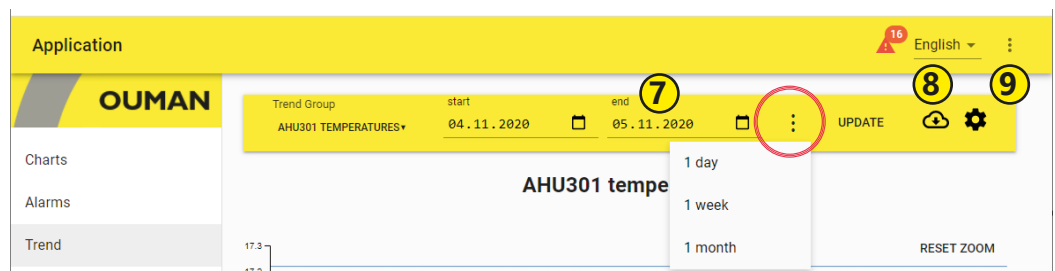 Application
16
English
OUMAN
8
9
7
Trend Group
start
end
AHU301 TEMPERATURES
04.11.2020
05.11.2020
UPDATE
Charts
1 day
AHU301 tempe
Alarms
1 week
Trend
17.3
1 month
RESET ZOOM